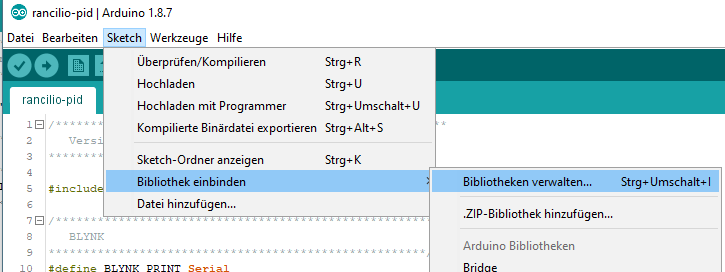 rancilio-pid | Arduino 1.8.7
Datei Bearbeiten Sketch Werkzeuge Hilfe
Überprüfen/Kompilieren Strg+R
Hochladen Strg+U
Hochladen mit Programmer Strg+Umschalt+U
Kompilierte Binärdatei exportieren Strg+Alt+S
Sketch-Ordner anzeigen Strg+K
Bibliothek einbinden
Datei hinzufügen...
Bibliotheken verwalten... Strg+Umschalt+I
.ZIP-Bibliothek hinzufügen...
Arduino Bibliotheken
Bridge
rancilio-pid
1 /****
2 Versi
3 ****
4
5 #include
6
7 /****
8 BLYNK
9 ****/
10 #define BLYNK_PRINT Serial